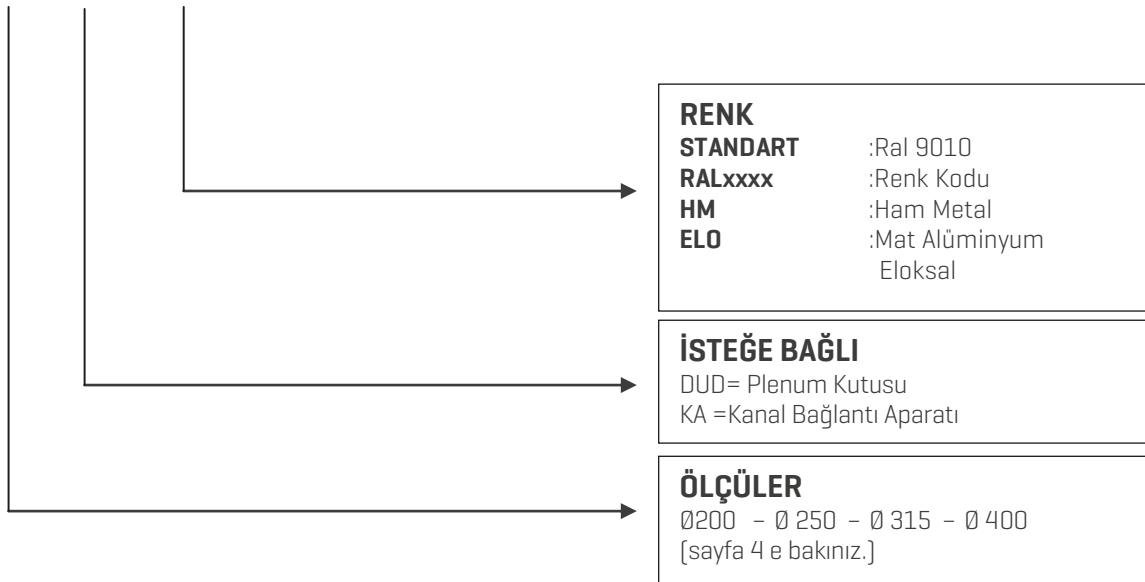 RENK
STANDART :Ral 9010
RALxxxx :Renk Kodu
HM :Ham Metal
ELO :Mat Alüminyum
Eloksal
İSTEĞE BAĞLI
DUD= Plenum Kutusu
KA =Kanal Bağlantı Aparatı
ÖLÇÜLER
Ø200 – Ø 250 – Ø 315 – Ø 400
(sayfa 4 e bakınız.)